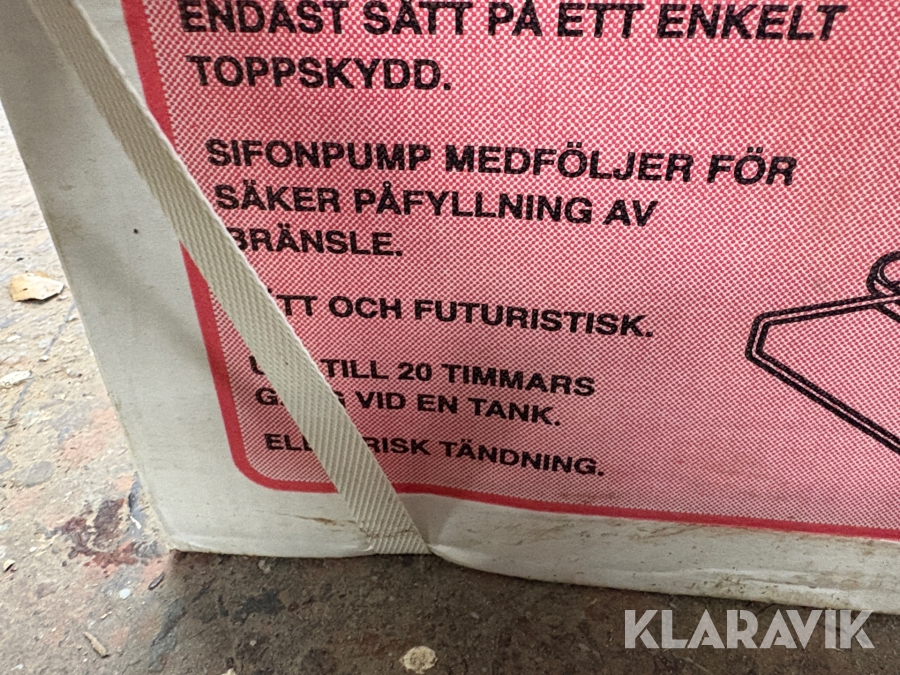 ENDAST SÄTT PÅ ETT ENKELT
TOPPSKYDD.
SIFONPUMP MEDFÖLJER FÖR
SÄKER PÅFYLLNING AV
BRÄNSLE.
OCH FUTURISTISK.
TILL 20 TIMMARS
VID EN TANK.
TÄNDNING.
KLARAVIK